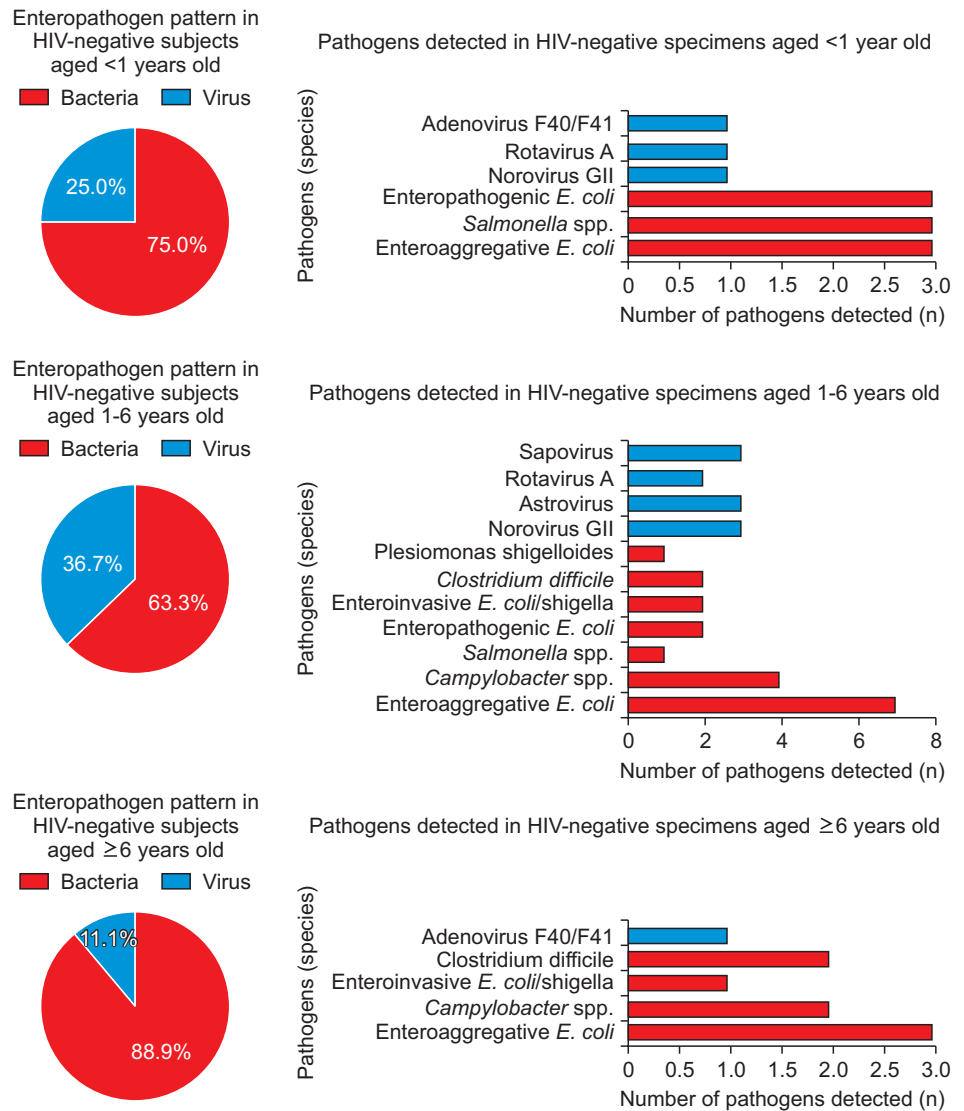 Enteropathogen pattern in
HIV-negative subjects
aged <1 years old
Bacteria Virus
25.0%
75.0%
Pathogens detected in HIV-negative specimens aged <1 year old
Pathogens (species)
Adenovirus F40/F41
Rotavirus A
Norovirus GII
Enteropathogenic E. coli
Salmonella spp.
Enteroaggregative E. coli
0 0.5 1.0 1.5 2.0 2.5 3.0
Number of pathogens detected (n)
Enteropathogen pattern in
HIV-negative subjects
aged 1-6 years old
Bacteria Virus
36.7%
63.3%
Pathogens detected in HIV-negative specimens aged 1-6 years old
Pathogens (species)
Sapovirus
Rotavirus A
Astrovirus
Norovirus GII
Plesiomonas shigelloides
Clostridium difficile
Enteroinvasive E. coli/shigella
Enteropathogenic E. coli
Salmonella spp.
Campylobacter spp.
Enteroaggregative E. coli
0 2 4 6 8
Number of pathogens detected (n)
Enteropathogen pattern in
HIV-negative subjects
aged ≥6 years old
Bacteria Virus
11.1%
88.9%
Pathogens detected in HIV-negative specimens aged ≥6 years old
Pathogens (species)
Adenovirus F40/F41
Clostridium difficile
Enteroinvasive E. coli/shigella
Campylobacter spp.
Enteroaggregative E. coli
0 0.5 1.0 1.5 2.0 2.5 3.0
Number of pathogens detected (n)